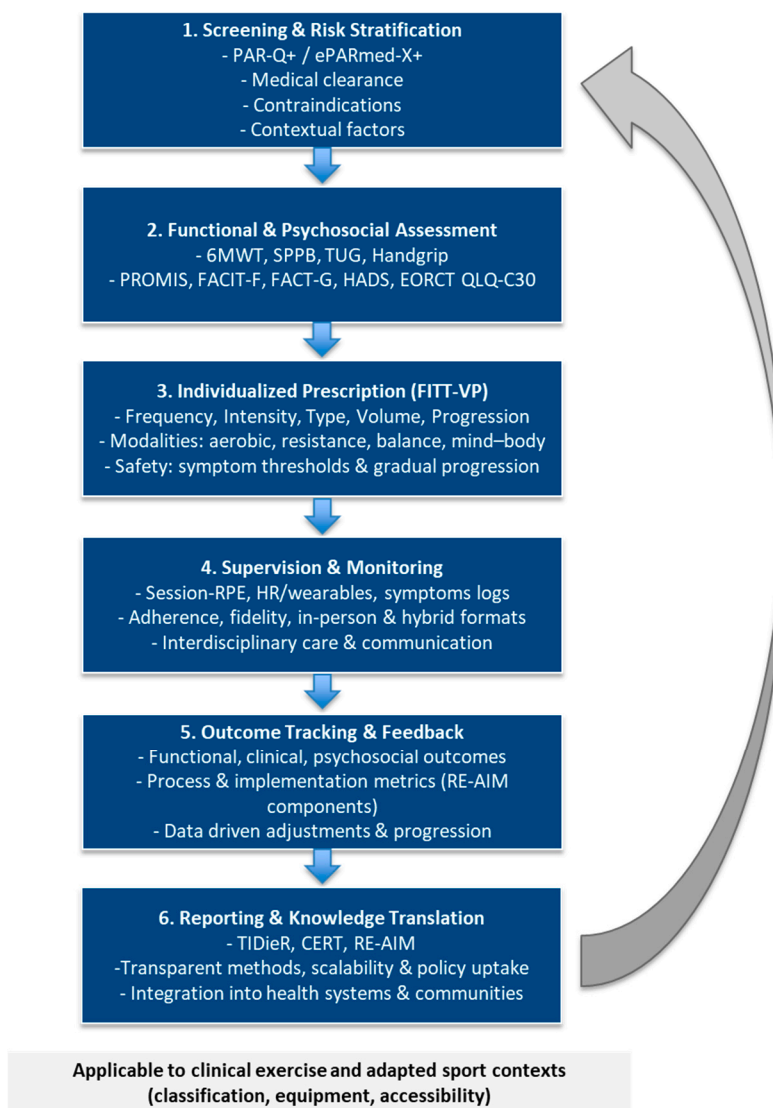 1. Screening & Risk Stratification
- PAR-Q+ / ePARmed-X+
- Medical clearance
- Contraindications
- Contextual factors
2. Functional & Psychosocial Assessment
- 6MWT, SPPB, TUG, Handgrip
- PROMIS, FACIT-F, FACT-G, HADS, EORCT QLQ-C30
3. Individualized Prescription (FITT-VP)
- Frequency, Intensity, Type, Volume, Progression
- Modalities: aerobic, resistance, balance, mind–body
- Safety: symptom thresholds & gradual progression
4. Supervision & Monitoring
- Session-RPE, HR/wearables, symptoms logs
- Adherence, fidelity, in-person & hybrid formats
- Interdisciplinary care & communication
5. Outcome Tracking & Feedback
- Functional, clinical, psychosocial outcomes
- Process & implementation metrics (RE-AIM
components)
- Data driven adjustments & progression
6. Reporting & Knowledge Translation
- TIDieR, CERT, RE-AIM
-Transparent methods, scalability & policy uptake
- Integration into health systems & communities
Applicable to clinical exercise and adapted sport contexts
(classification, equipment, accessibility)